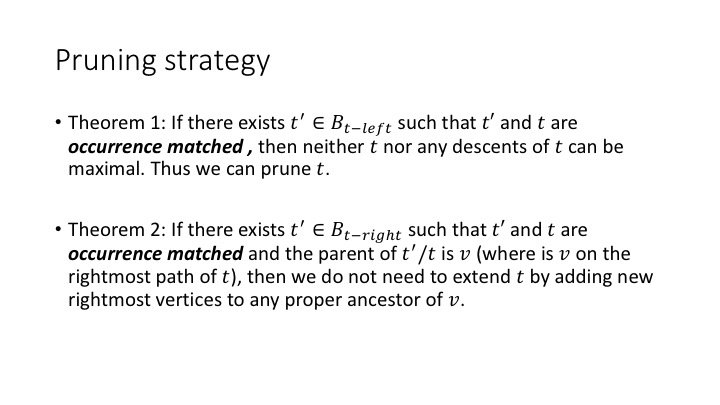 Pruning strategy
• Theorem 1: If there exists t′ ∈ B_{t−left} such that t′ and t are
occurrence matched , then neither t nor any descents of t can be
maximal. Thus we can prune t.
• Theorem 2: If there exists t′ ∈ B_{t−right} such that t′ and t are
occurrence matched and the parent of t′/t is v (where is v on the
rightmost path of t), then we do not need to extend t by adding new
rightmost vertices to any proper ancestor of v.